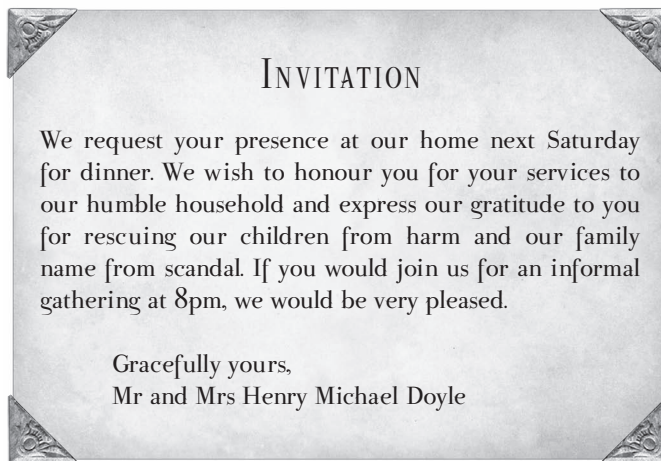 Invitation
We request your presence at our home next Saturday
for dinner. We wish to honour you for your services to
our humble household and express our gratitude to you
for rescuing our children from harm and our family
name from scandal. If you would join us for an informal
gathering at 8pm, we would be very pleased.
Gracefully yours,
Mr and Mrs Henry Michael Doyle